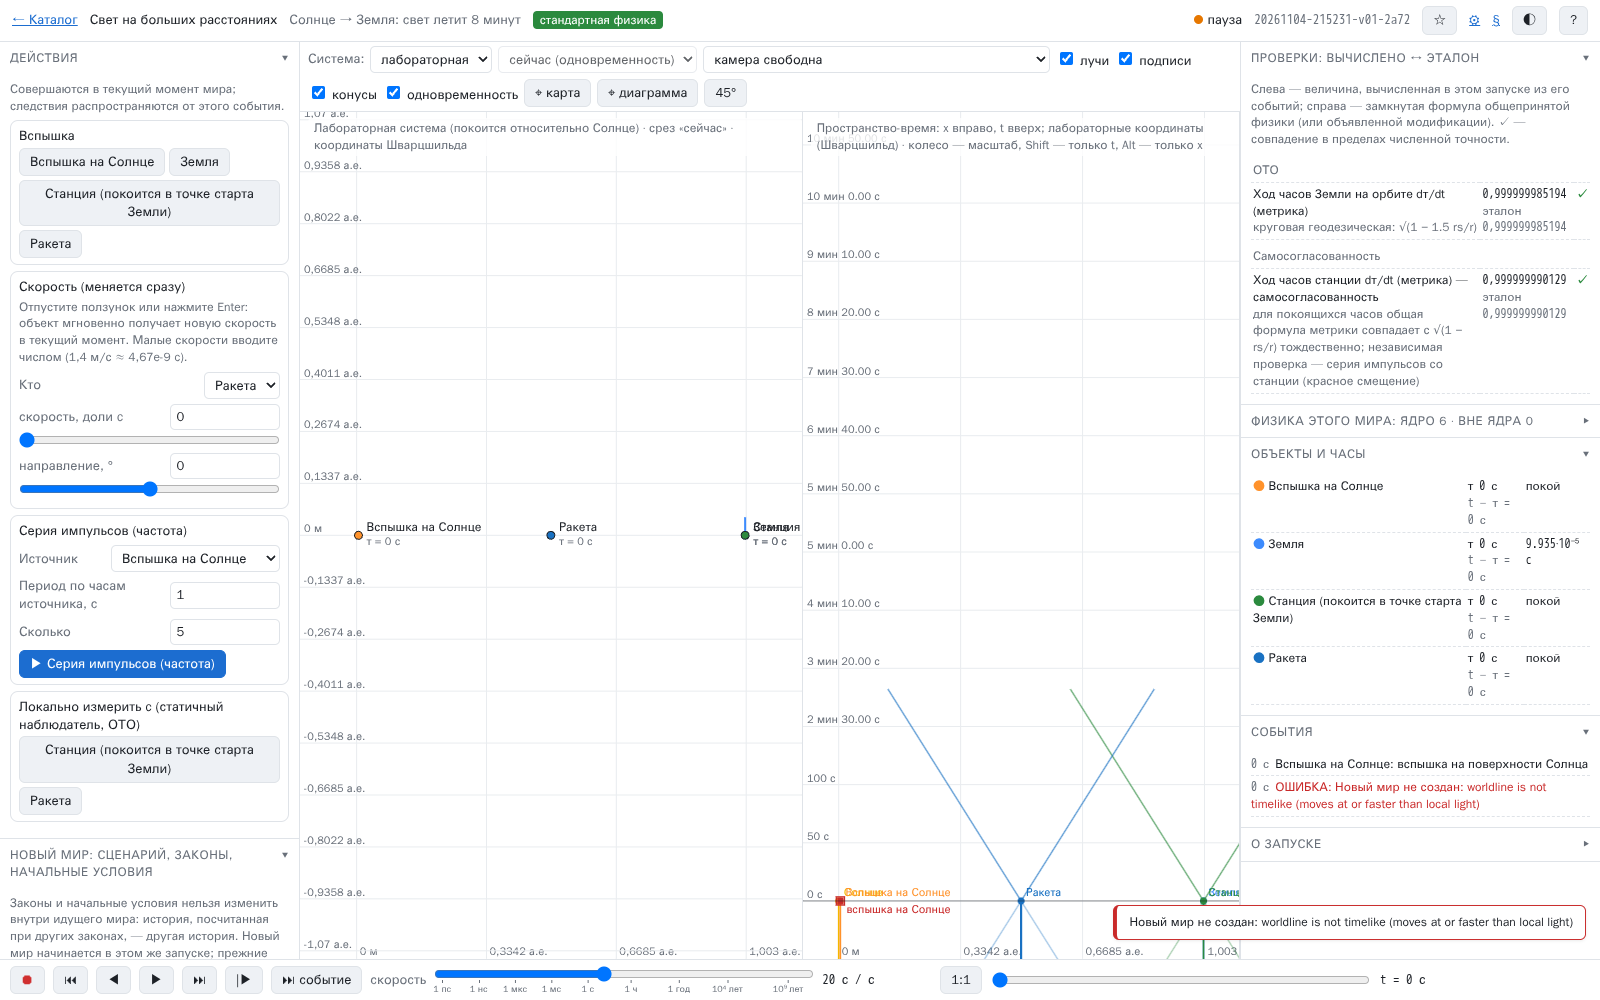 ← Каталог Свет на больших расстояниях Солнце → Земля: свет летит 8 минут стандартная физика
пауза 20261104-215231-v01-2a72 ☆ ⚙ § ?
ДЕЙСТВИЯ
Совершаются в текущий момент мира;
следствия распространяются от этого события.
Вспышка
Вспышка на Солнце Земля
Станция (покоится в точке старта
Земли)
Ракета
Скорость (меняется сразу)
Отпустите ползунок или нажмите Enter:
объект мгновенно получает новую скорость
в текущий момент. Малые скорости вводите
числом (1,4 м/с ≈ 4,67e-9 с).
Кто Ракета
скорость, доли c 0
направление, ° 0
Серия импульсов (частота)
Источник Вспышка на Солнце
Период по часам
источника, с 1
Сколько 5
▶ Серия импульсов (частота)
Локально измерить c (статичный
наблюдатель, ОТО)
Станция (покоится в точке старта
Земли)
Ракета
НОВЫЙ МИР: СЦЕНАРИЙ, ЗАКОНЫ,
НАЧАЛЬНЫЕ УСЛОВИЯ
Законы и начальные условия нельзя изменить
внутри идущего мира: история, посчитанная
при других законах, — другая история. Новый
мир начинается в этом же запуске; прежние
Система: лабораторная сейчас (одновременность) камера свободна лучи подписи
конусы одновременность ⌖ карта ⌖ диаграмма 45°
1,07 а.е.
Лабораторная система (покоится относительно Солнце) · срез «сейчас» ·
координаты Шварцшильда
0,9358 а.е.
0,8022 а.е.
0,6685 а.е.
0,5348 а.е.
0,4011 а.е.
0,2674 а.е.
0,1337 а.е.
0 м
Вспышка на Солнце
τ = 0 с
Ракета
τ = 0 с
τ = 0 с
-0,1337 а.е.
-0,2674 а.е.
-0,4011 а.е.
-0,5348 а.е.
-0,6685 а.е.
-0,8022 а.е.
-0,9358 а.е.
-1,07 а.е.
0 м 0,3342 а.е. 0,6685 а.е. 1,003 а.е.
Пространство-время: x вправо, t вверх; лабораторные координаты
(Шварцшильд) · колесо — масштаб, Shift — только t, Alt — только x
10 мин 0.00 с
9 мин 10.00 с
8 мин 20.00 с
7 мин 30.00 с
6 мин 40.00 с
5 мин 50.00 с
5 мин 0.00 с
4 мин 10.00 с
3 мин 20.00 с
2 мин 30.00 с
100 с
50 с
0 с
Вспышка на Солнце
вспышка на Солнце
Ракета
0 м 0,3342 а.е. 0,6685 а.е. 1,003
ПРОВЕРКИ: ВЫЧИСЛЕНО ↔ ЭТАЛОН
Слева — величина, вычисленная в этом запуске из его
событий; справа — замкнутая формула общепринятой
физики (или объявленной модификации). ✓ —
совпадение в пределах численной точности.
ОТО
Ход часов Земли на орбите dτ/dt
(метрика)
круговая геодезическая: √(1 − 1.5 rs/r)
0,999999985194 ✓
эталон
0,999999985194
Самосогласованность
Ход часов станции dτ/dt (метрика) —
самосогласованность
для покоящихся часов общая
формула метрики совпадает с √(1 −
rs/r) тождественно; независимая
проверка — серия импульсов со
станции (красное смещение)
0,999999990129 ✓
эталон
0,999999990129
ФИЗИКА ЭТОГО МИРА: ЯДРО 6 · ВНЕ ЯДРА 0
ОБЪЕКТЫ И ЧАСЫ
Вспышка на Солнце τ 0 с покой
t − τ =
0 с
Земля τ 0 с 9.935·10⁻⁵
t − τ = c
0 с
Станция (покоится в точке старта τ 0 с покой
Земли) t − τ =
0 с
Ракета τ 0 с покой
t − τ =
0 с
СОБЫТИЯ
0 с Вспышка на Солнце: вспышка на поверхности Солнца
0 с ОШИБКА: Новый мир не создан: worldline is not
timelike (moves at or faster than local light)
О ЗАПУСКЕ
Новый мир не создан: worldline is not timelike (moves at or faster than local light)
⏭ событие скорость 20 с / с 1:1 t = 0 с
1 пс 1 нс 1 мкс 1 мс 1 с 1 ч 1 год 10⁴ лет 10⁹ лет